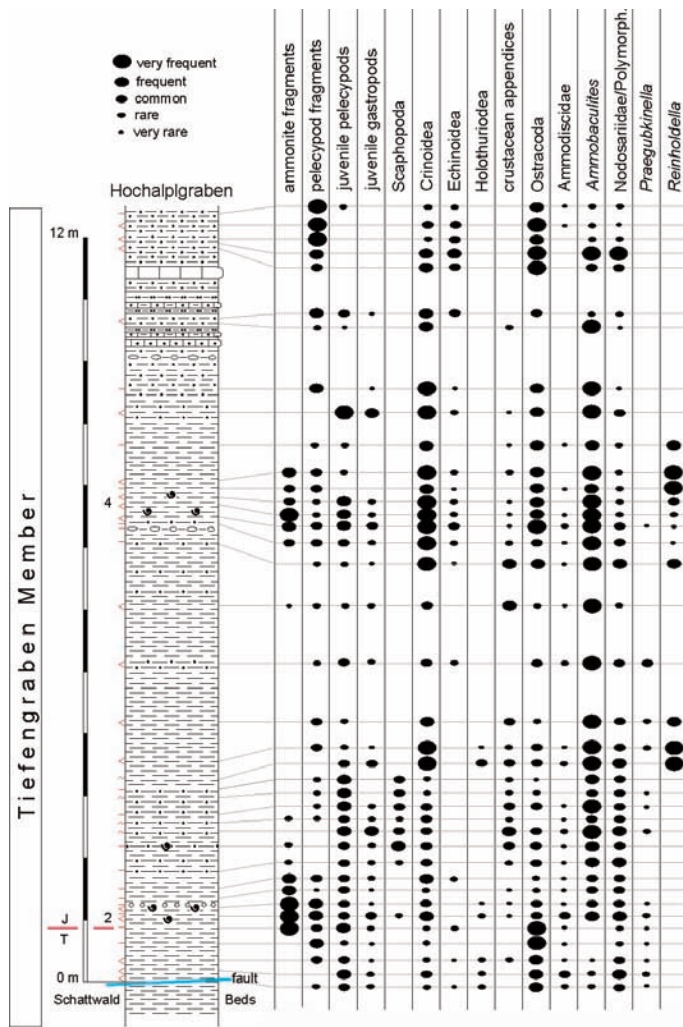 very frequent
frequent
common
rare
very rare
ammonite fragments
pelecypod fragments
juvenile pelecypods
juvenile gastropods
Scaphopoda
Crinoidea
Echinoidea
Holothuriodea
crustacean appendices
Ostracoda
Ammodiscidae
Ammobaculites
Nodosariidae/Polymorph.
Praegubkinella
Reinholdella
Hochalplgraben
12 m
Tiefengraben Member
4
J 2
T
0 m fault
Schattwald Beds